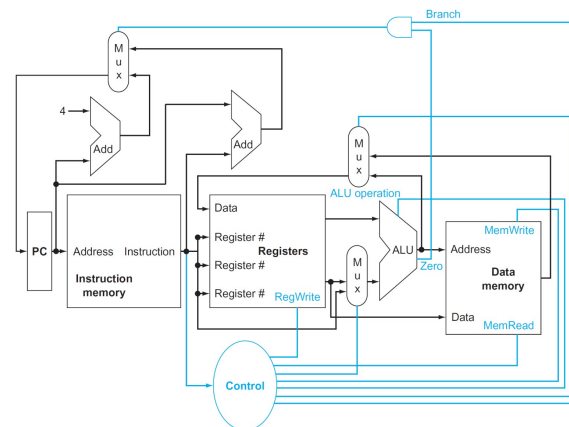 Branch
M
u
x
4
Add
Add
M
u
x
ALU operation
Data
Register #
Registers
Register #
Register #
RegWrite
PC
Address
Instruction
Instruction
memory
M
u
x
ALU
Zero
MemWrite
Address
Data
memory
Data
MemRead
Control